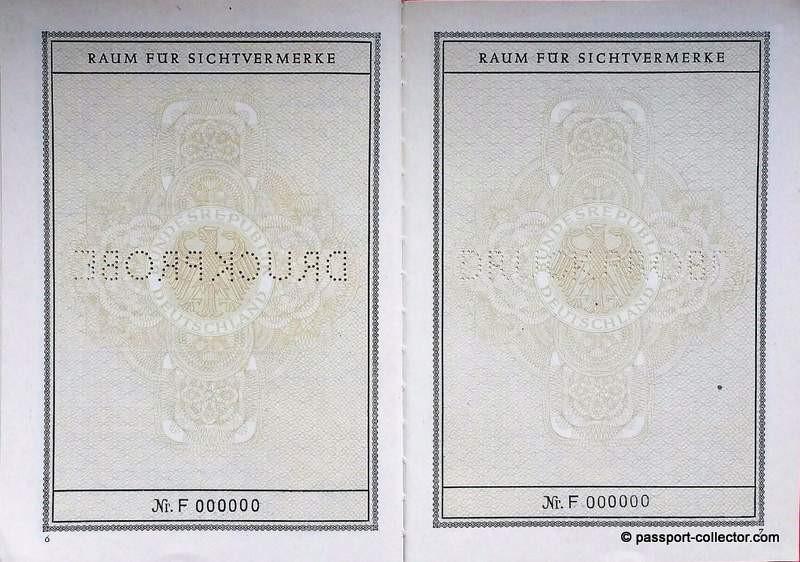 RAUM FÜR SICHTVERMERKE
BUNDESREPUBLIK
DRUCKPROBE
DEUTSCHLAND
Nr. F 000000
6
RAUM FÜR SICHTVERMERKE
BUNDESREPUBLIK
DRUCKPROBE
DEUTSCHLAND
Nr. F 000000
7
© passport-collector.com